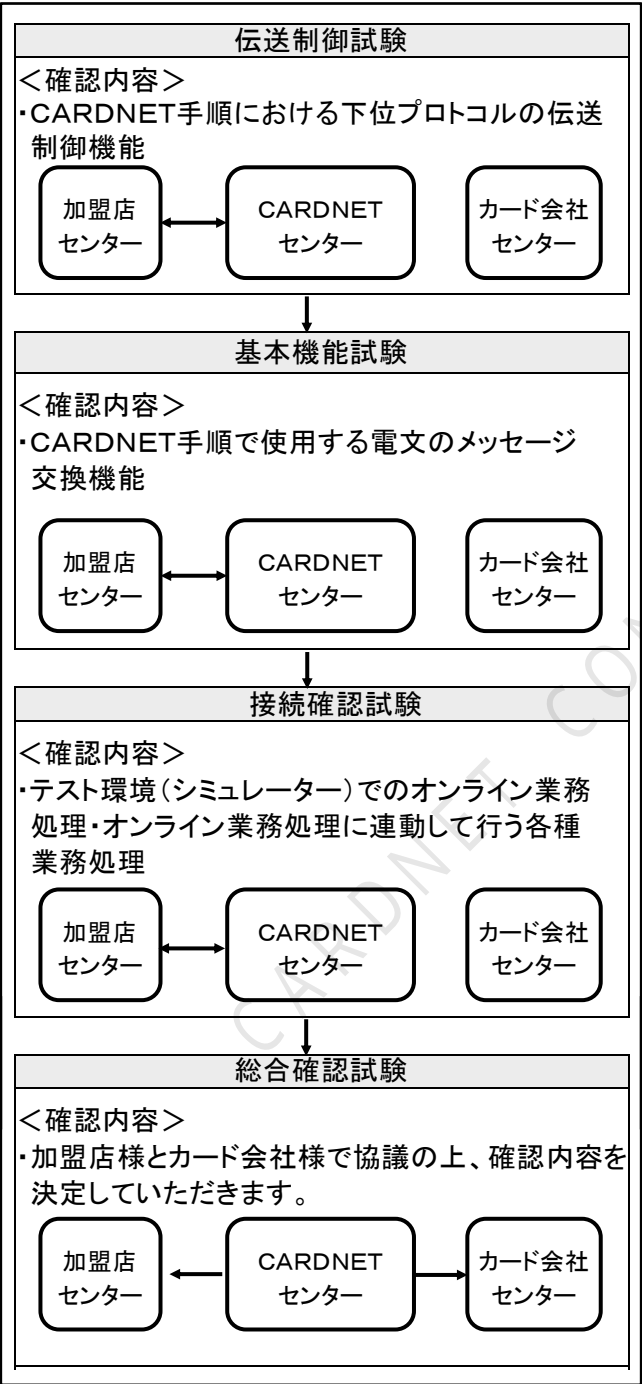 伝送制御試験
＜確認内容＞
・CARDNET手順における下位プロトコルの伝送
制御機能
加盟店
センター
CARDNET
センター
カード会社
センター
基本機能試験
＜確認内容＞
・CARDNET手順で使用する電文のメッセージ
交換機能
加盟店
センター
CARDNET
センター
カード会社
センター
接続確認試験
＜確認内容＞
・テスト環境（シミュレーター）でのオンライン業務
処理・オンライン業務処理に連動して行う各種
業務処理
加盟店
センター
CARDNET
センター
カード会社
センター
総合確認試験
＜確認内容＞
・加盟店様とカード会社様で協議の上、確認内容を
決定していただきます。
加盟店
センター
CARDNET
センター
カード会社
センター
CARDNET